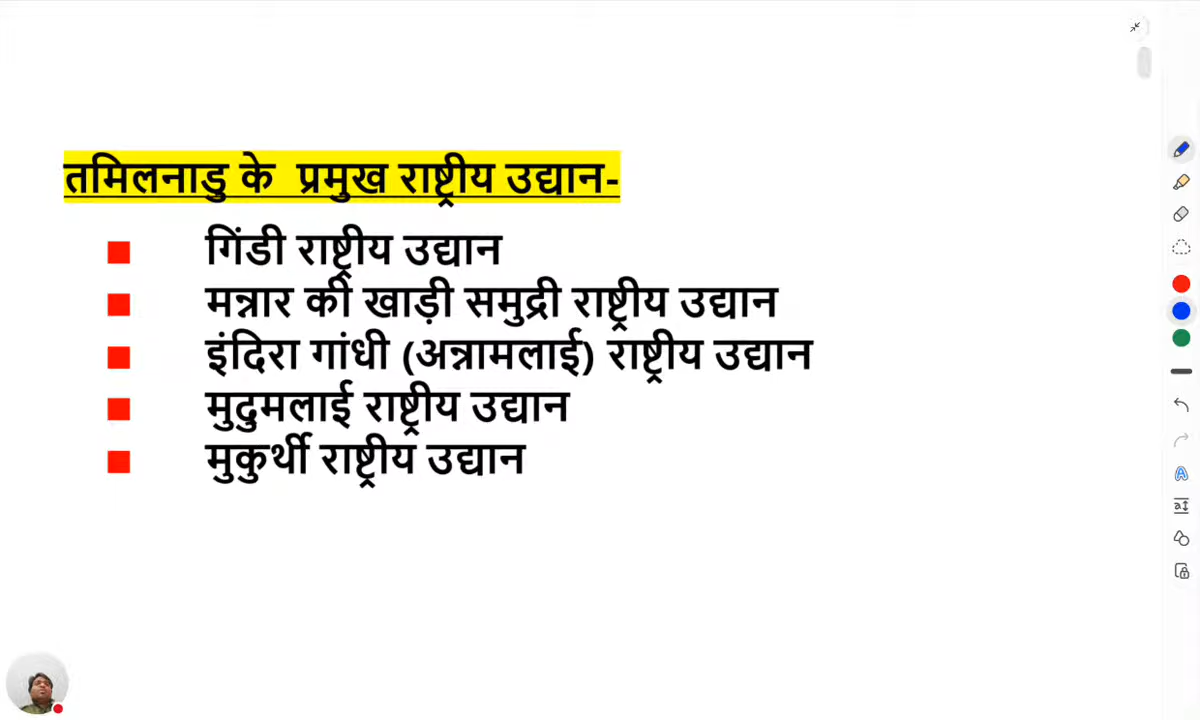 तमिलनाडु के प्रमुख राष्ट्रीय उद्यान-
गिंडी राष्ट्रीय उद्यान
मन्नार की खाड़ी समुद्री राष्ट्रीय उद्यान
इंदिरा गांधी (अन्नामलाई) राष्ट्रीय उद्यान
मुदुमलाई राष्ट्रीय उद्यान
मुकुर्थी राष्ट्रीय उद्यान